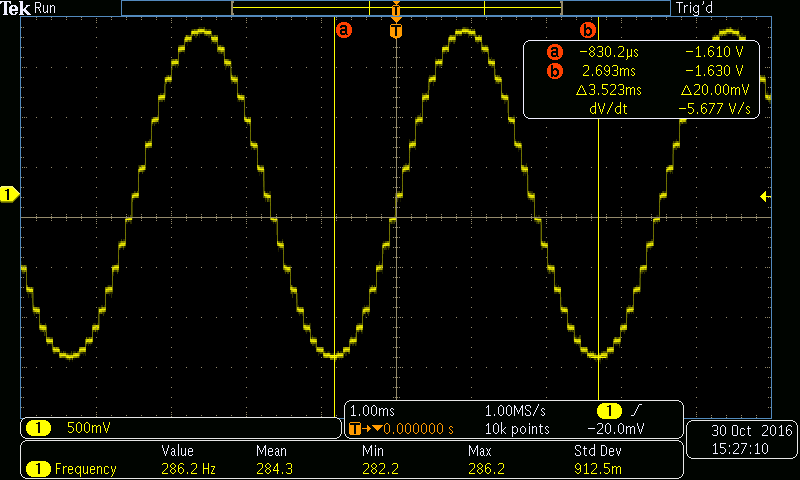 Tek Run Trig'd
T
a T b
a −830.2µs −1.610 V
b 2.693ms −1.630 V
Δ3.523ms Δ20.00mV
dV/dt −5.677 V/s
1
1 500mV
1.00ms 1.00MS/s 1
T→▼0.000000 s 10k points −20.0mV
30 Oct 2016
15:27:10
Value Mean Min Max Std Dev
1 Frequency 286.2 Hz 284.3 282.2 286.2 912.5m